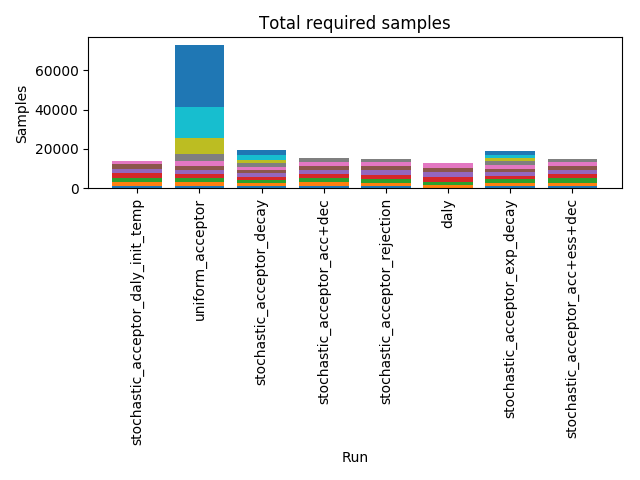 Total required samples
Samples
60000
40000
20000
0
stochastic_acceptor_daly_init_temp
uniform_acceptor
stochastic_acceptor_decay
stochastic_acceptor_acc+dec
stochastic_acceptor_rejection
daly
stochastic_acceptor_exp_decay
stochastic_acceptor_acc+ess+dec
Run